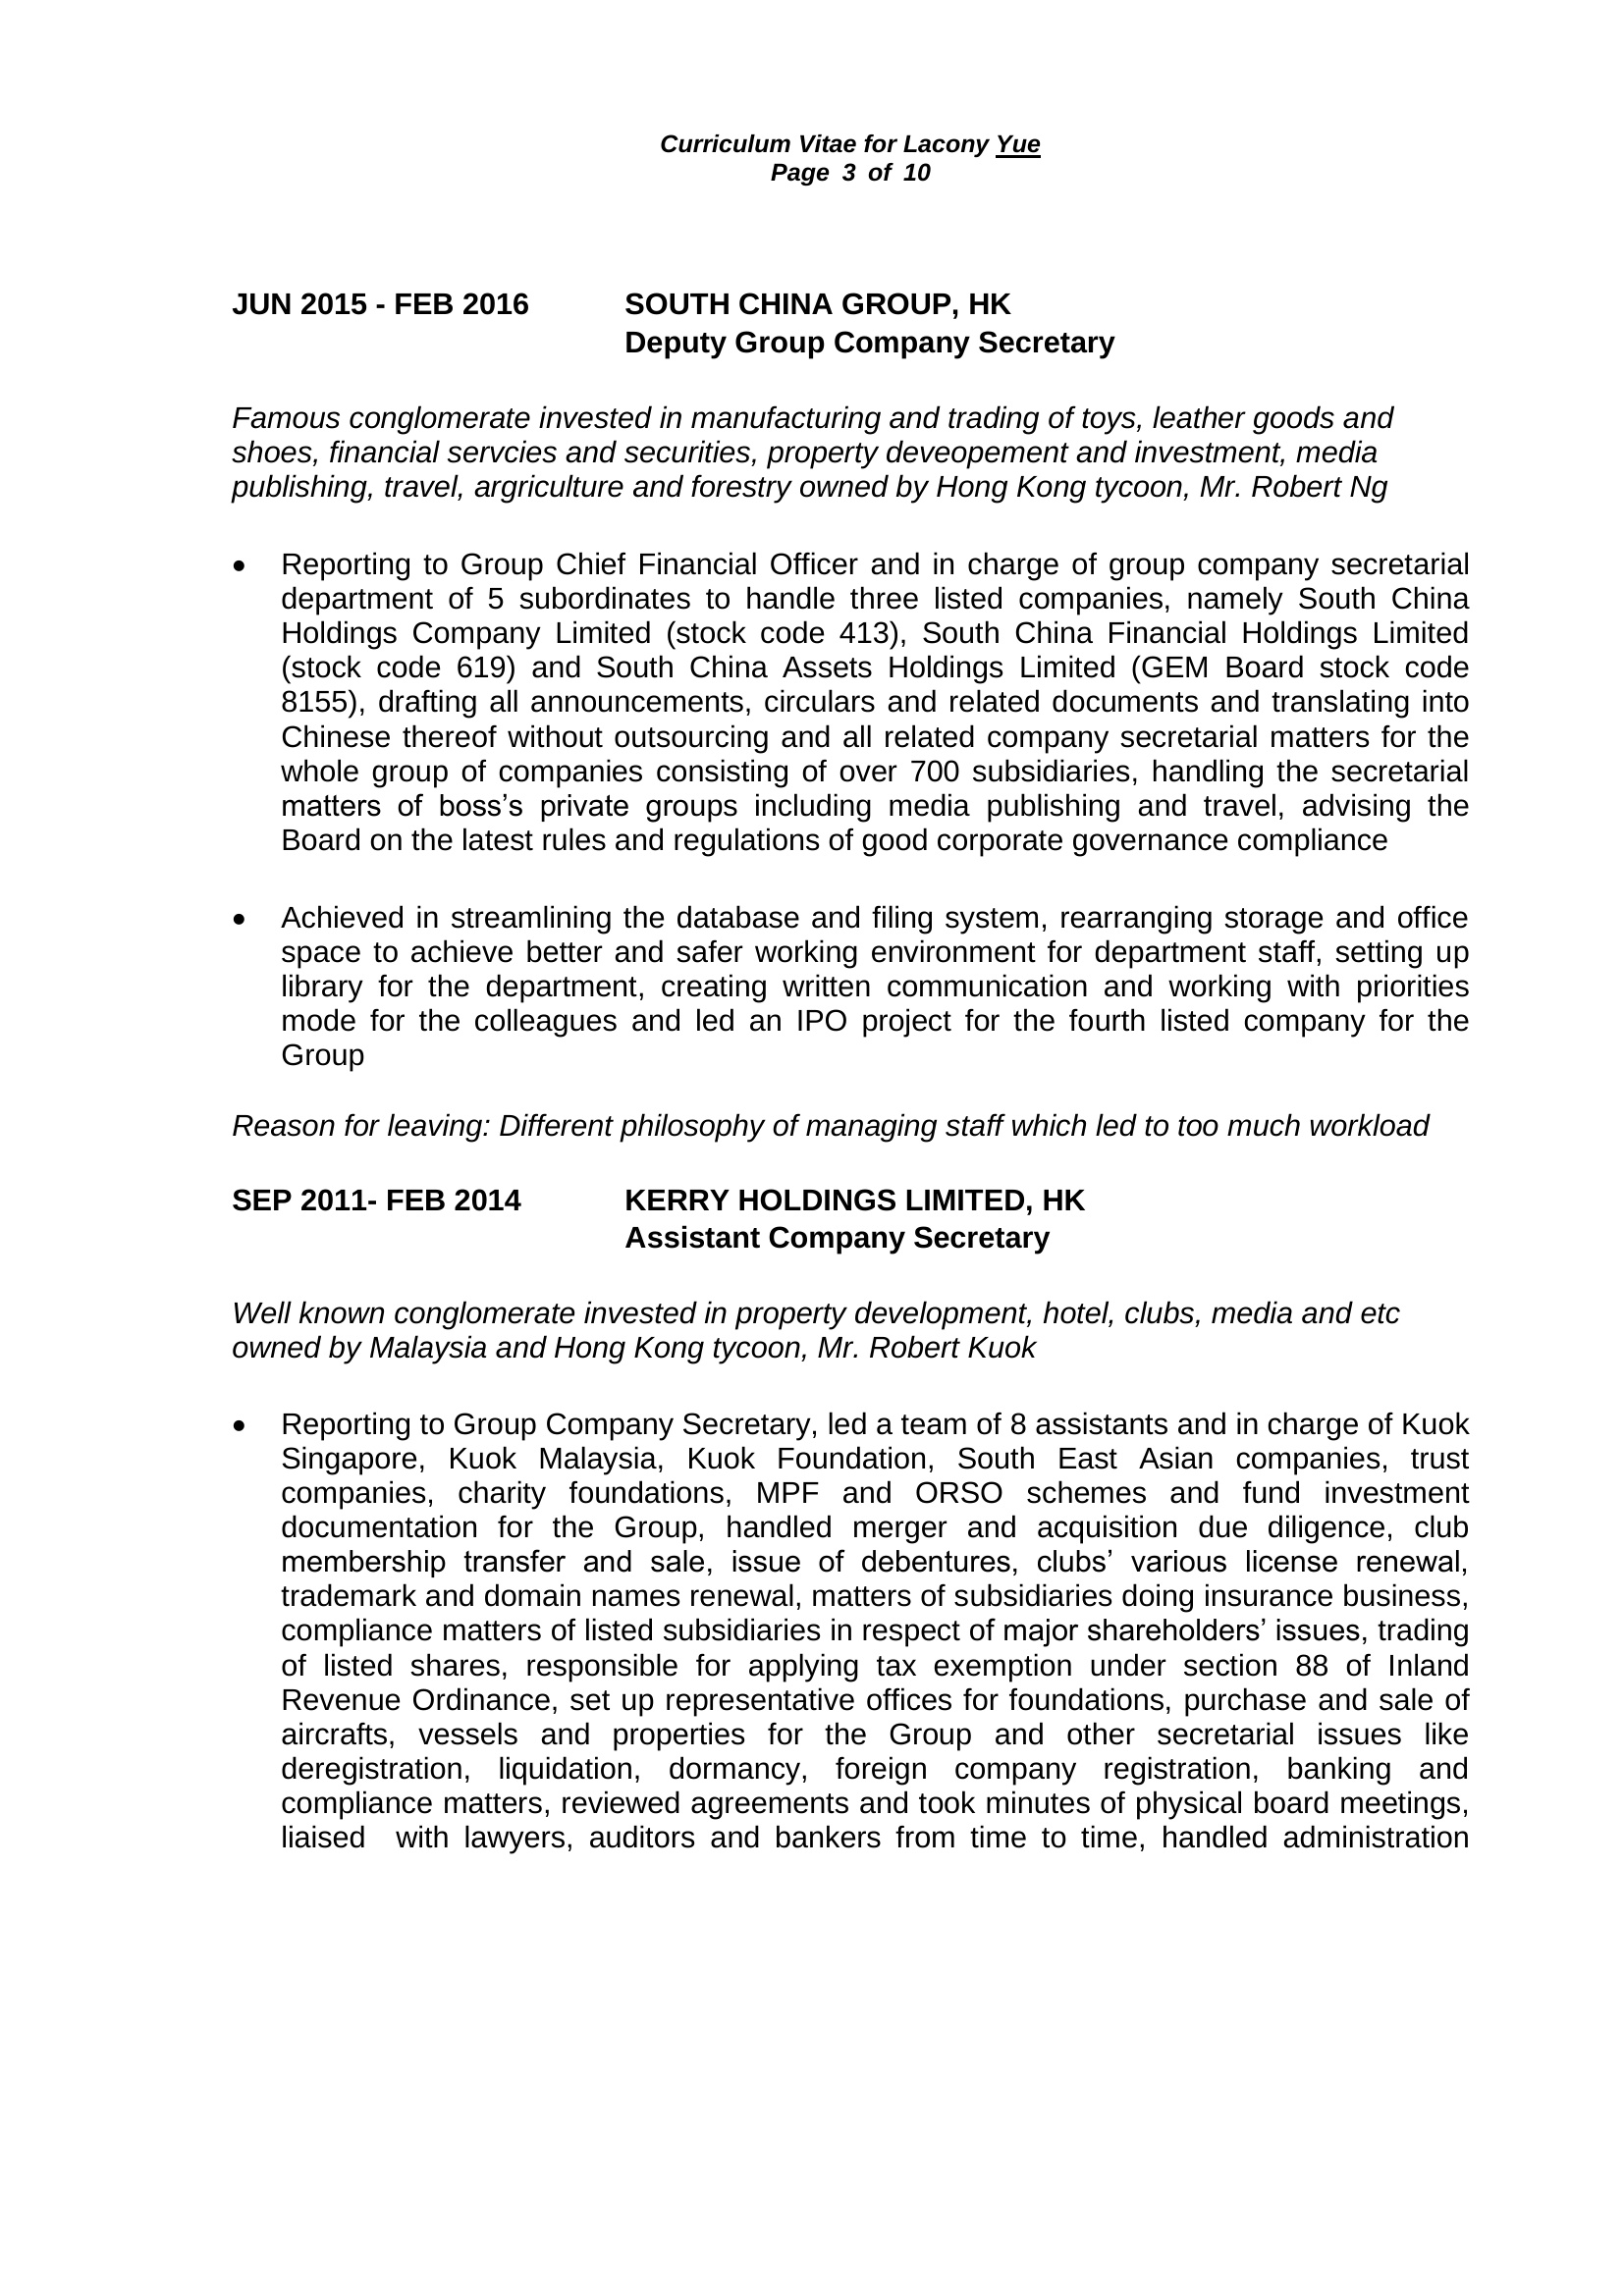 Curriculum Vitae for Lacony Yue
Page 3 of 10
JUN 2015 - FEB 2016 SOUTH CHINA GROUP, HK
Deputy Group Company Secretary
Famous conglomerate invested in manufacturing and trading of toys, leather goods and
shoes, financial servcies and securities, property deveopement and investment, media
publishing, travel, argriculture and forestry owned by Hong Kong tycoon, Mr. Robert Ng
• Reporting to Group Chief Financial Officer and in charge of group company secretarial
department of 5 subordinates to handle three listed companies, namely South China
Holdings Company Limited (stock code 413), South China Financial Holdings Limited
(stock code 619) and South China Assets Holdings Limited (GEM Board stock code
8155), drafting all announcements, circulars and related documents and translating into
Chinese thereof without outsourcing and all related company secretarial matters for the
whole group of companies consisting of over 700 subsidiaries, handling the secretarial
matters of boss’s private groups including media publishing and travel, advising the
Board on the latest rules and regulations of good corporate governance compliance
• Achieved in streamlining the database and filing system, rearranging storage and office
space to achieve better and safer working environment for department staff, setting up
library for the department, creating written communication and working with priorities
mode for the colleagues and led an IPO project for the fourth listed company for the
Group
Reason for leaving: Different philosophy of managing staff which led to too much workload
SEP 2011- FEB 2014 KERRY HOLDINGS LIMITED, HK
Assistant Company Secretary
Well known conglomerate invested in property development, hotel, clubs, media and etc
owned by Malaysia and Hong Kong tycoon, Mr. Robert Kuok
• Reporting to Group Company Secretary, led a team of 8 assistants and in charge of Kuok
Singapore, Kuok Malaysia, Kuok Foundation, South East Asian companies, trust
companies, charity foundations, MPF and ORSO schemes and fund investment
documentation for the Group, handled merger and acquisition due diligence, club
membership transfer and sale, issue of debentures, clubs’ various license renewal,
trademark and domain names renewal, matters of subsidiaries doing insurance business,
compliance matters of listed subsidiaries in respect of major shareholders’ issues, trading
of listed shares, responsible for applying tax exemption under section 88 of Inland
Revenue Ordinance, set up representative offices for foundations, purchase and sale of
aircrafts, vessels and properties for the Group and other secretarial issues like
deregistration, liquidation, dormancy, foreign company registration, banking and
compliance matters, reviewed agreements and took minutes of physical board meetings,
liaised with lawyers, auditors and bankers from time to time, handled administration